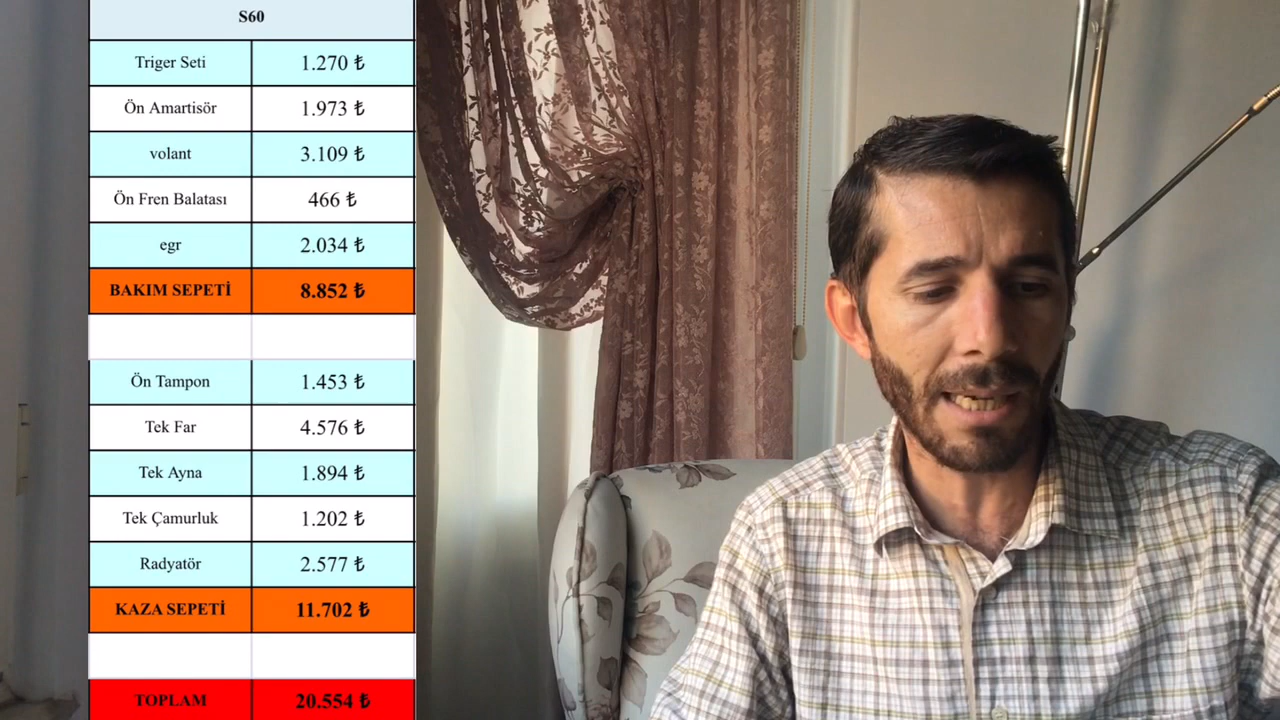 S60
Triger Seti 1.270 ₺
Ön Amartisör 1.973 ₺
volant 3.109 ₺
Ön Fren Balatası 466 ₺
egr 2.034 ₺
BAKIM SEPETİ 8.852 ₺
Ön Tampon 1.453 ₺
Tek Far 4.576 ₺
Tek Ayna 1.894 ₺
Tek Çamurluk 1.202 ₺
Radyatör 2.577 ₺
KAZA SEPETİ 11.702 ₺
TOPLAM 20.554 ₺